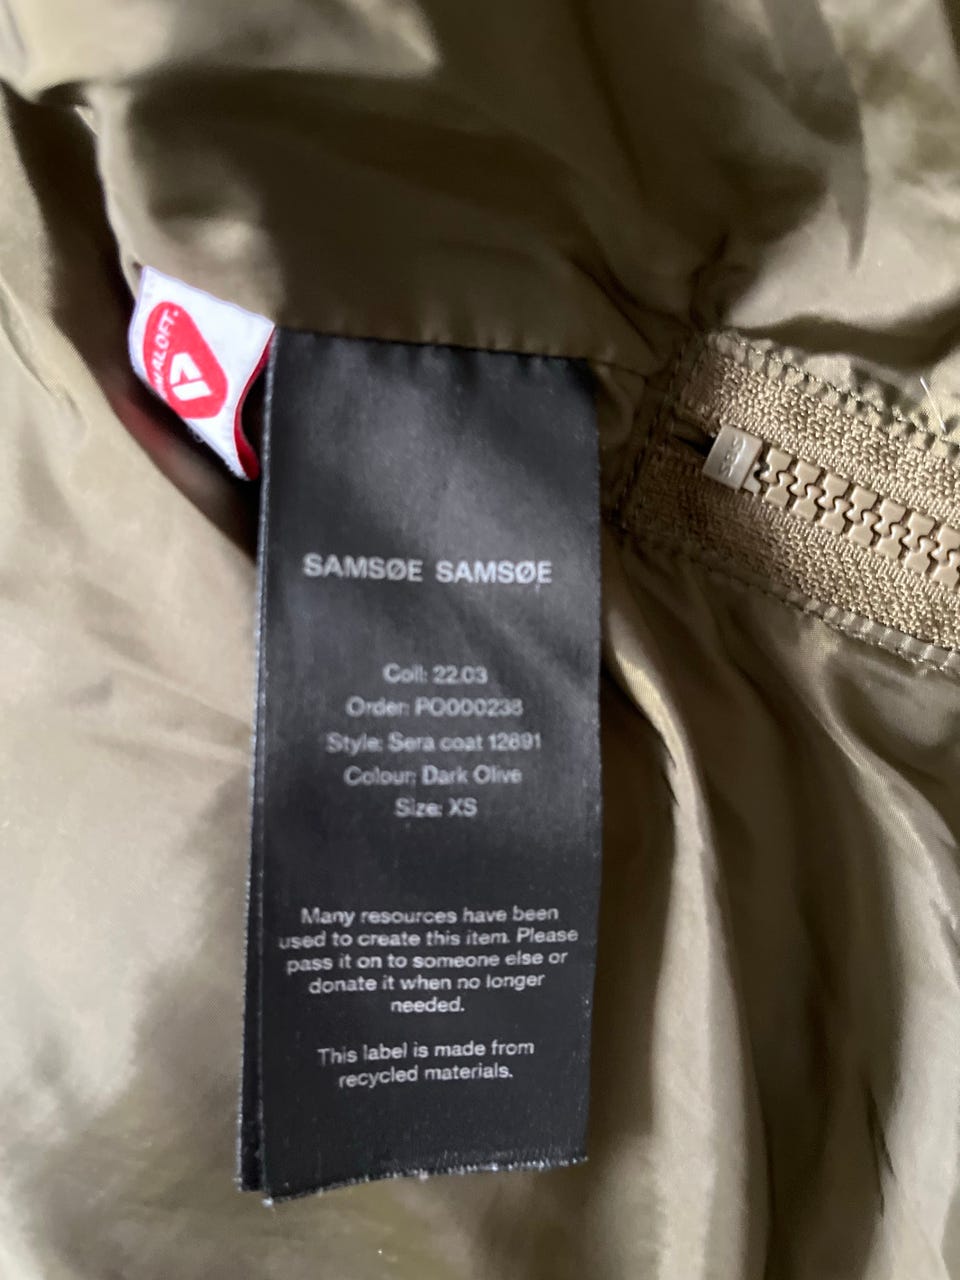 SAMSØE SAMSØE
Coll: 22.03
Order: PO000238
Style: Sera coat 12891
Colour: Dark Olive
Size: XS
Many resources have been
used to create this item. Please
pass it on to someone else or
donate it when no longer
needed.
This label is made from
recycled materials.